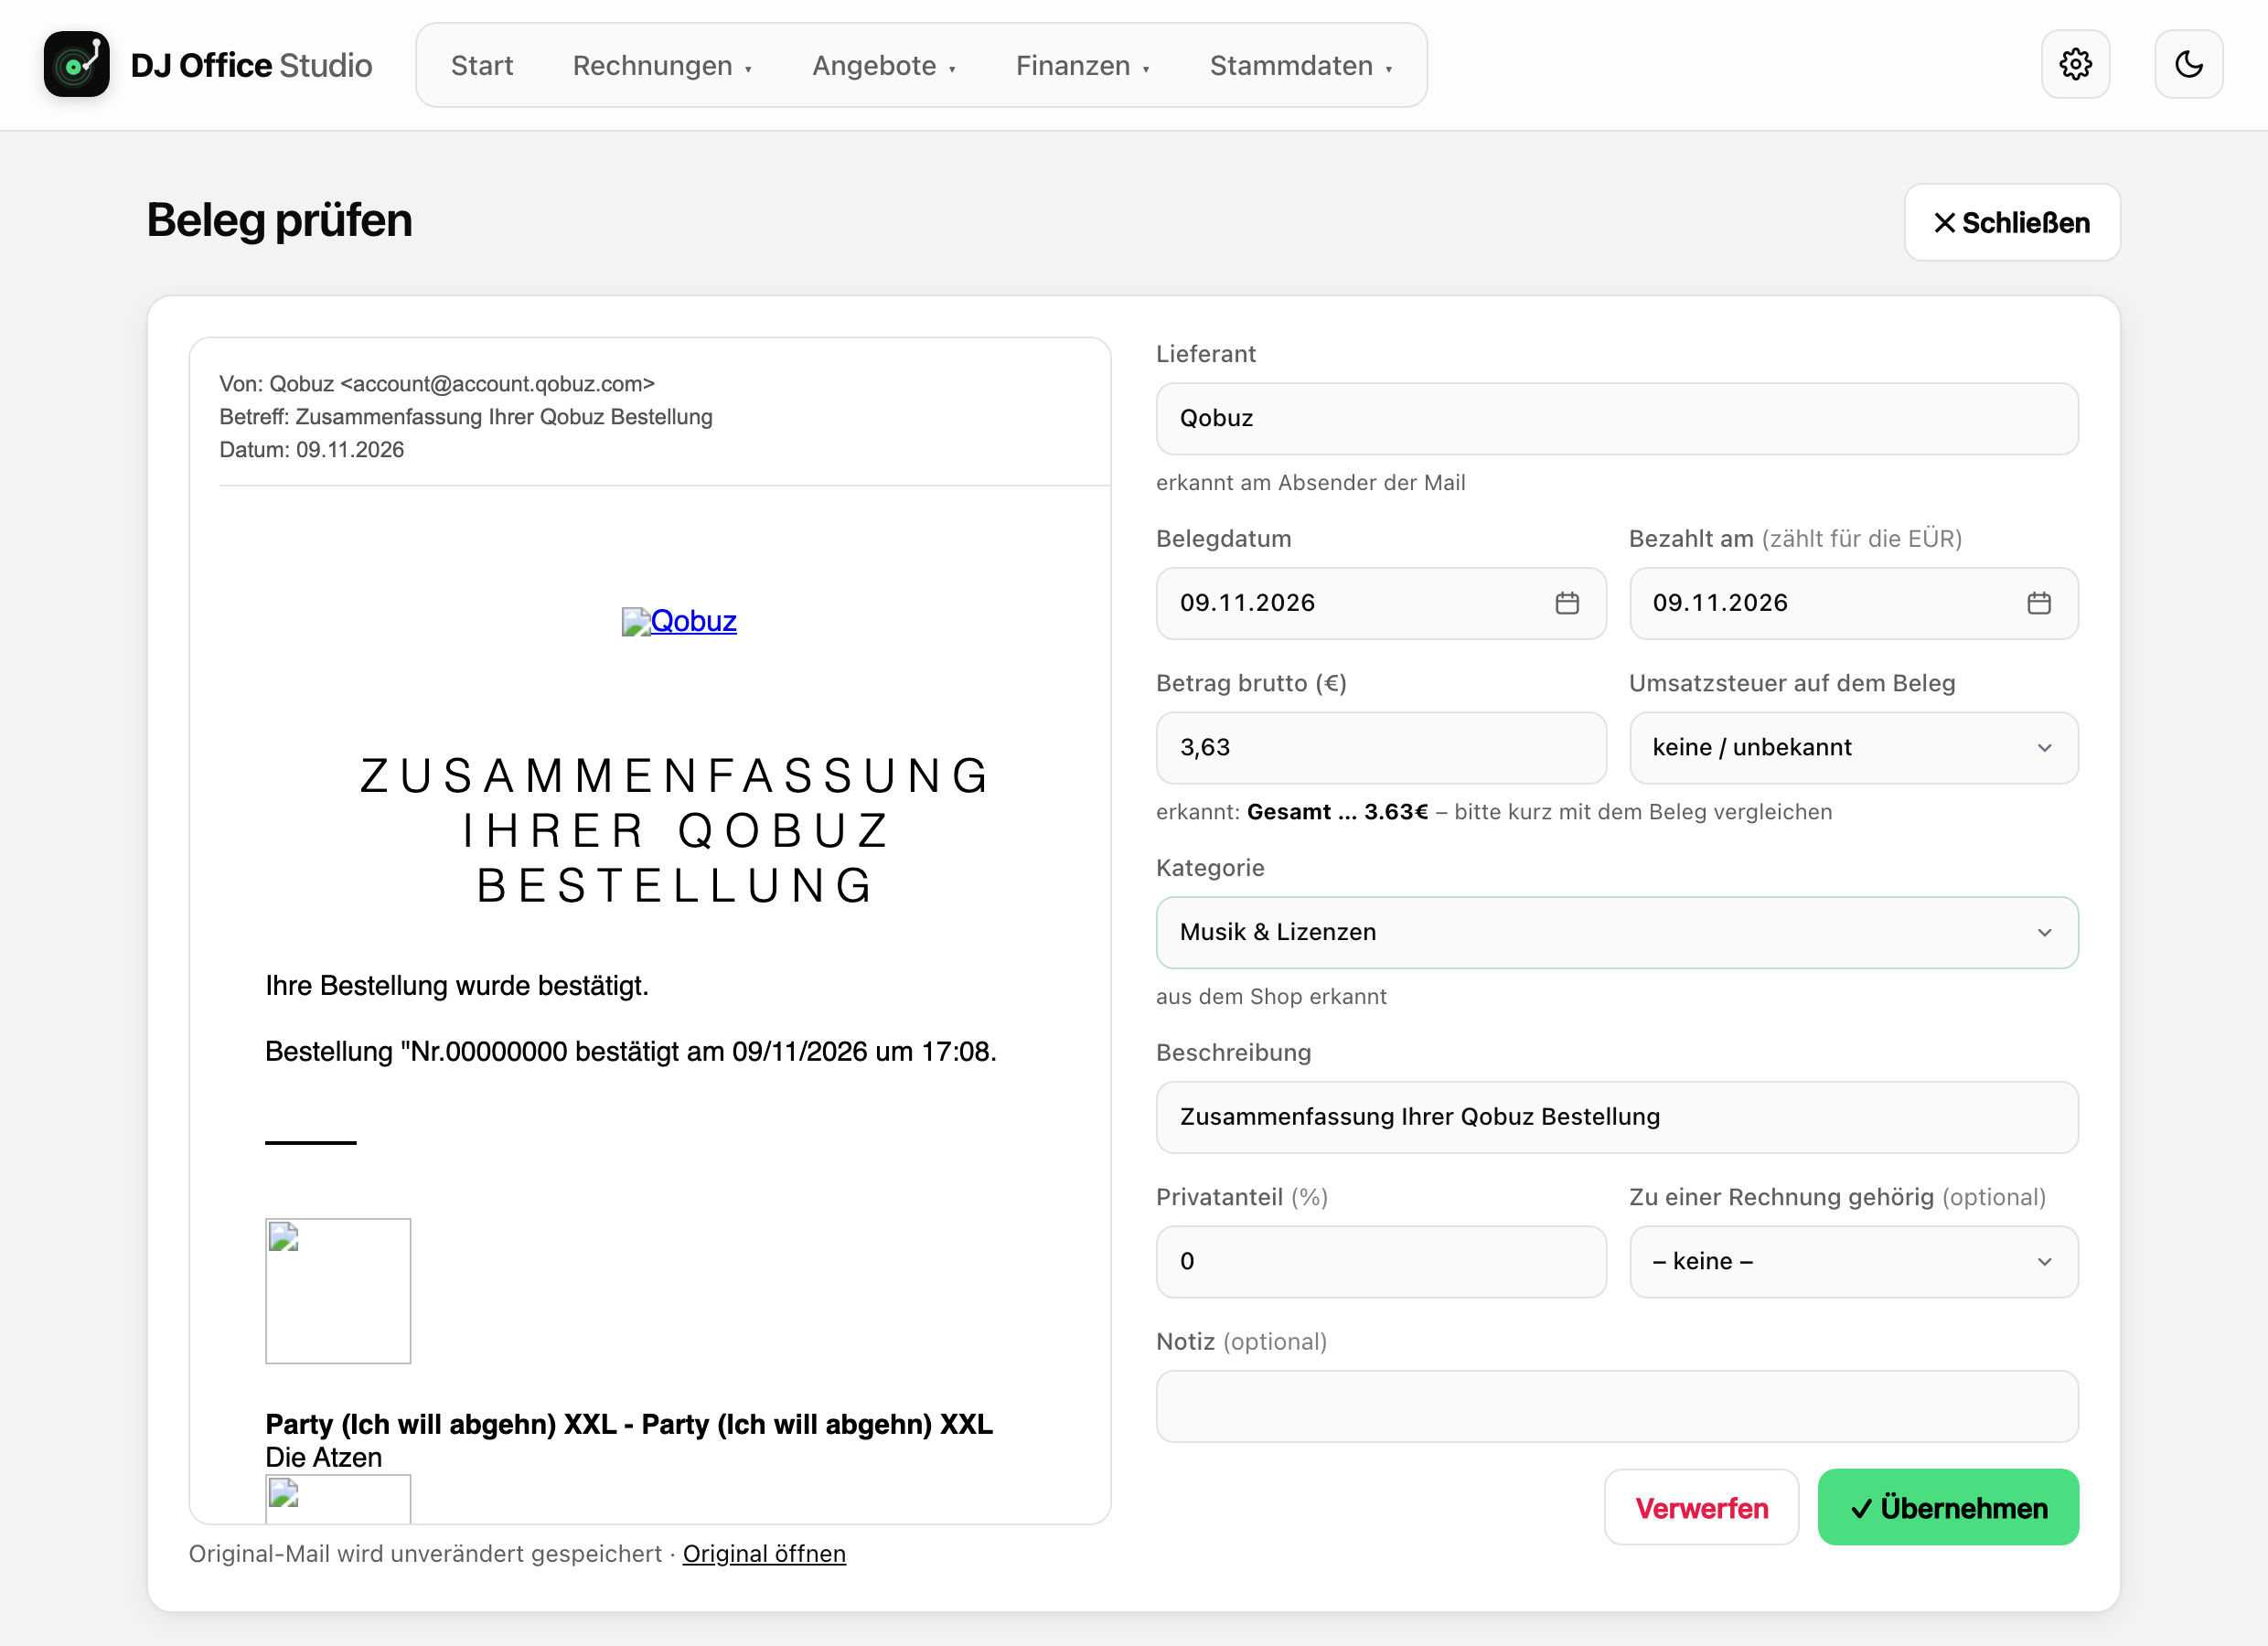 DJ Office Studio
Start
Rechnungen
Angebote
Finanzen
Stammdaten
Beleg prüfen
Schließen
Von: Qobuz <account@account.qobuz.com>
Betreff: Zusammenfassung Ihrer Qobuz Bestellung
Datum: 09.11.2026
Qobuz
ZUSAMMENFASSUNG
IHRER QOBUZ
BESTELLUNG
Ihre Bestellung wurde bestätigt.
Bestellung "Nr.00000000 bestätigt am 09/11/2026 um 17:08.
Party (Ich will abgehn) XXL - Party (Ich will abgehn) XXL
Die Atzen
Original-Mail wird unverändert gespeichert · Original öffnen
Lieferant
Qobuz
erkannt am Absender der Mail
Belegdatum
Bezahlt am (zählt für die EÜR)
09.11.2026
09.11.2026
Betrag brutto (€)
Umsatzsteuer auf dem Beleg
3,63
keine / unbekannt
erkannt: Gesamt ... 3.63€ – bitte kurz mit dem Beleg vergleichen
Kategorie
Musik & Lizenzen
aus dem Shop erkannt
Beschreibung
Zusammenfassung Ihrer Qobuz Bestellung
Privatanteil (%)
Zu einer Rechnung gehörig (optional)
0
– keine –
Notiz (optional)
Verwerfen
✓ Übernehmen